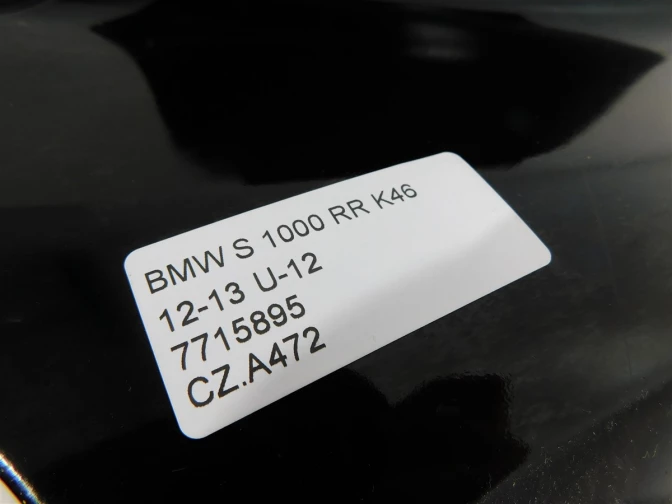 BMW S 1000 RR K46
12-13 U-12
7715895
CZ.A472